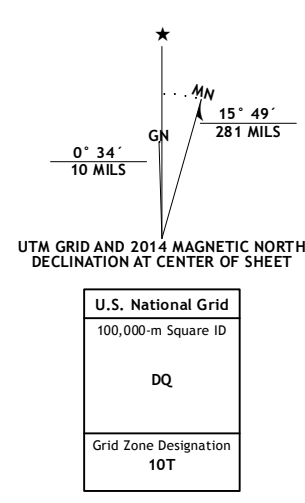 ★
MN
15° 49´
281 MILS
GN
0° 34´
10 MILS
UTM GRID AND 2014 MAGNETIC NORTH
DECLINATION AT CENTER OF SHEET
U.S. National Grid
100,000-m Square ID
DQ
Grid Zone Designation
10T